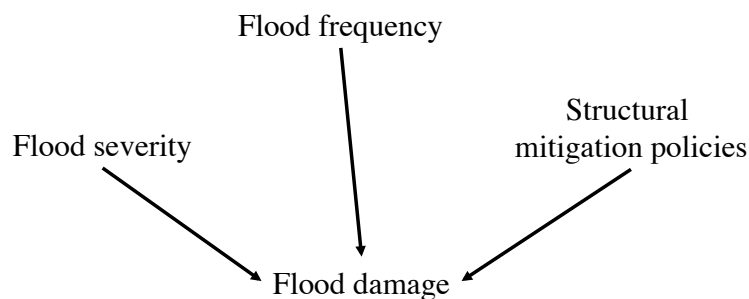 Flood frequency
Structural
mitigation policies
Flood severity
Flood damage